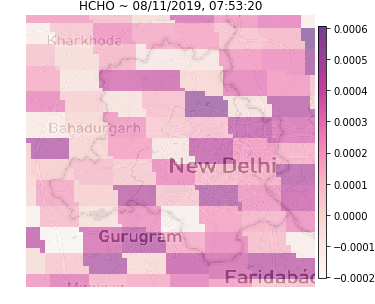 HCHO ~ 08/11/2019, 07:53:20
Kharkhoda
Bahadurgarh
New Delhi
Gurugram
Faridabad
0.0006
0.0005
0.0004
0.0003
0.0002
0.0001
0.0000
−0.0001
−0.0002